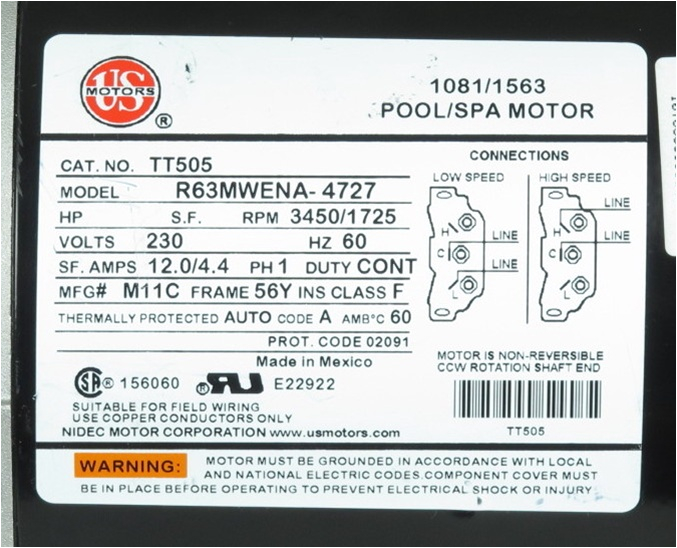 US
MOTORS
®
1081/1563
POOL/SPA MOTOR
CAT. NO. TT505
MODEL R63MWENA-4727
HP S.F. RPM 3450/1725
VOLTS 230 HZ 60
SF. AMPS 12.0/4.4 PH 1 DUTY CONT
MFG# M11C FRAME 56Y INS CLASS F
THERMALLY PROTECTED AUTO CODE A AMB°C 60
PROT. CODE 02091
Made in Mexico
SA® 156060 ®RU E22922
SUITABLE FOR FIELD WIRING
USE COPPER CONDUCTORS ONLY
NIDEC MOTOR CORPORATION www.usmotors.com
CONNECTIONS
LOW SPEED HIGH SPEED
LINE
H LINE H LINE
C C
L LINE L LINE
MOTOR IS NON-REVERSIBLE
CCW ROTATION SHAFT END
TT505
WARNING: MOTOR MUST BE GROUNDED IN ACCORDANCE WITH LOCAL
AND NATIONAL ELECTRIC CODES. COMPONENT COVER MUST
BE IN PLACE BEFORE OPERATING TO PREVENT ELECTRICAL SHOCK OR INJURY